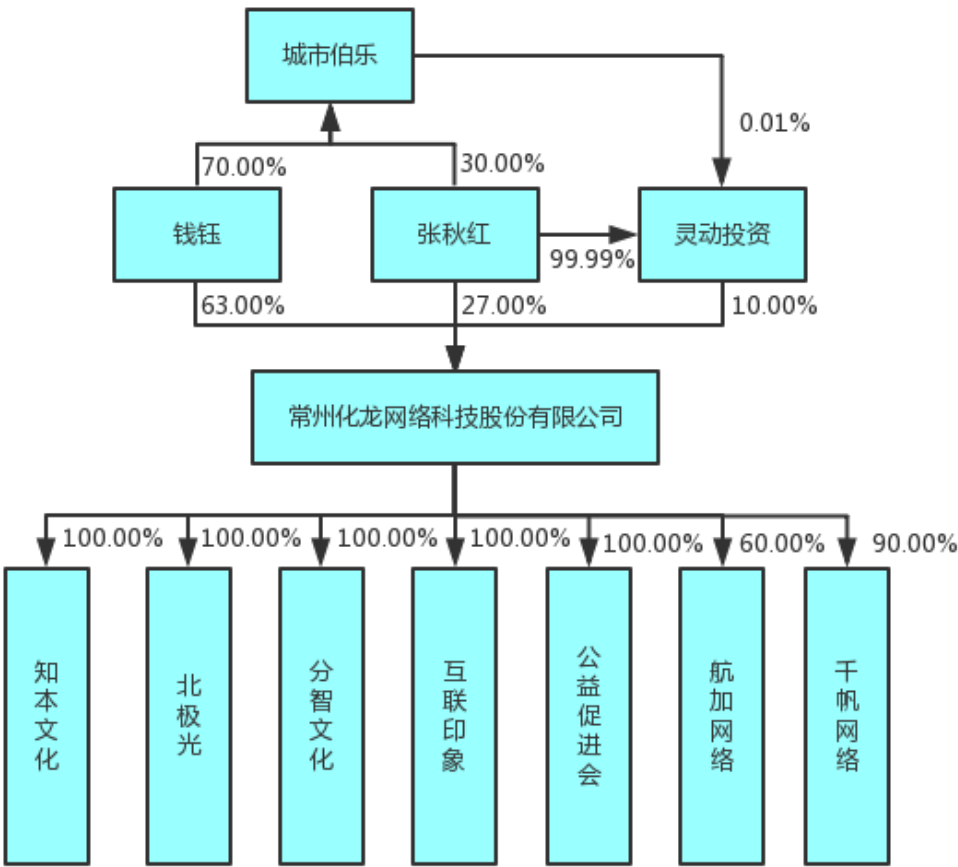 城市伯乐
0.01%
70.00%
30.00%
钱钰
张秋红
灵动投资
99.99%
63.00%
27.00%
10.00%
常州化龙网络科技股份有限公司
100.00%
100.00%
100.00%
100.00%
100.00%
60.00%
90.00%
知本文化
北极光
分智文化
互联印象
公益促进会
航加网络
千帆网络